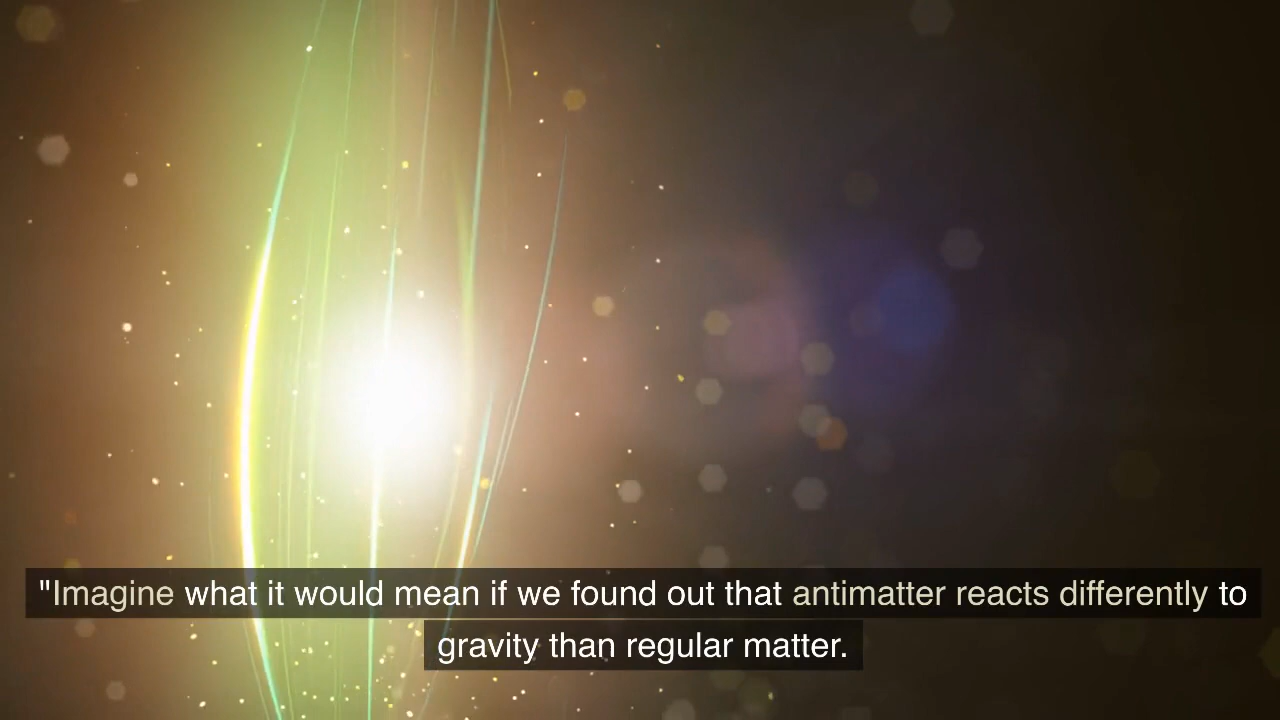 "Imagine what it would mean if we found out that antimatter reacts differently to
gravity than regular matter.